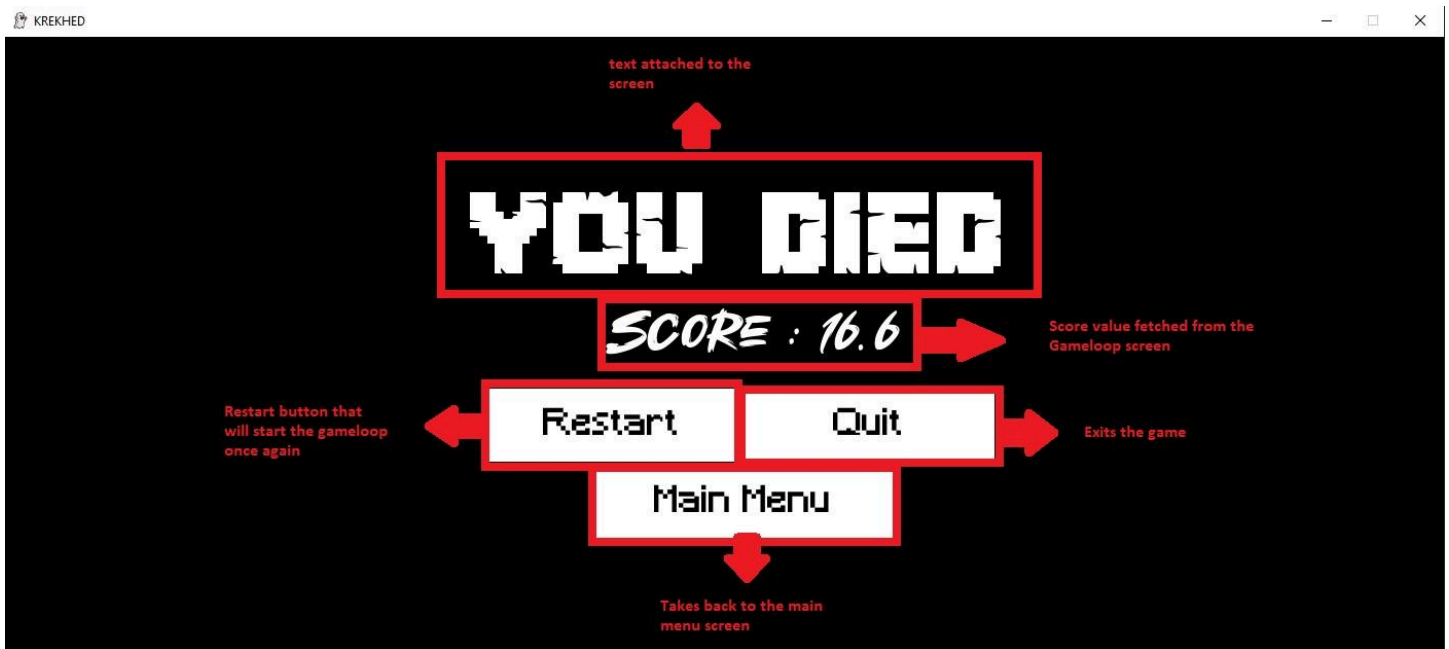 KREKHED
text attached to the
screen
YOU DIED
SCORE : 16.6
Score value fetched from the
Gameloop screen
Restart button that
will start the gameloop
once again
Restart
Quit
Exits the game
Main Menu
Takes back to the main
menu screen